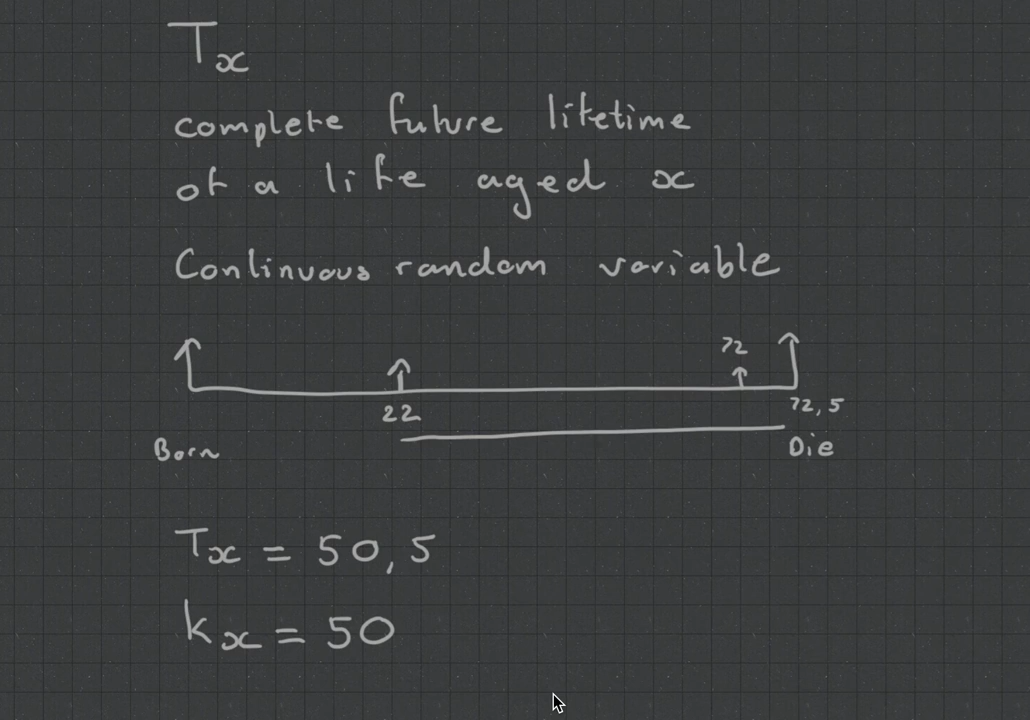 Tx
complete future lifetime
of a life aged x
Continuous random variable
72
22
72,5
Born
Die
Tx = 50,5
kx = 50